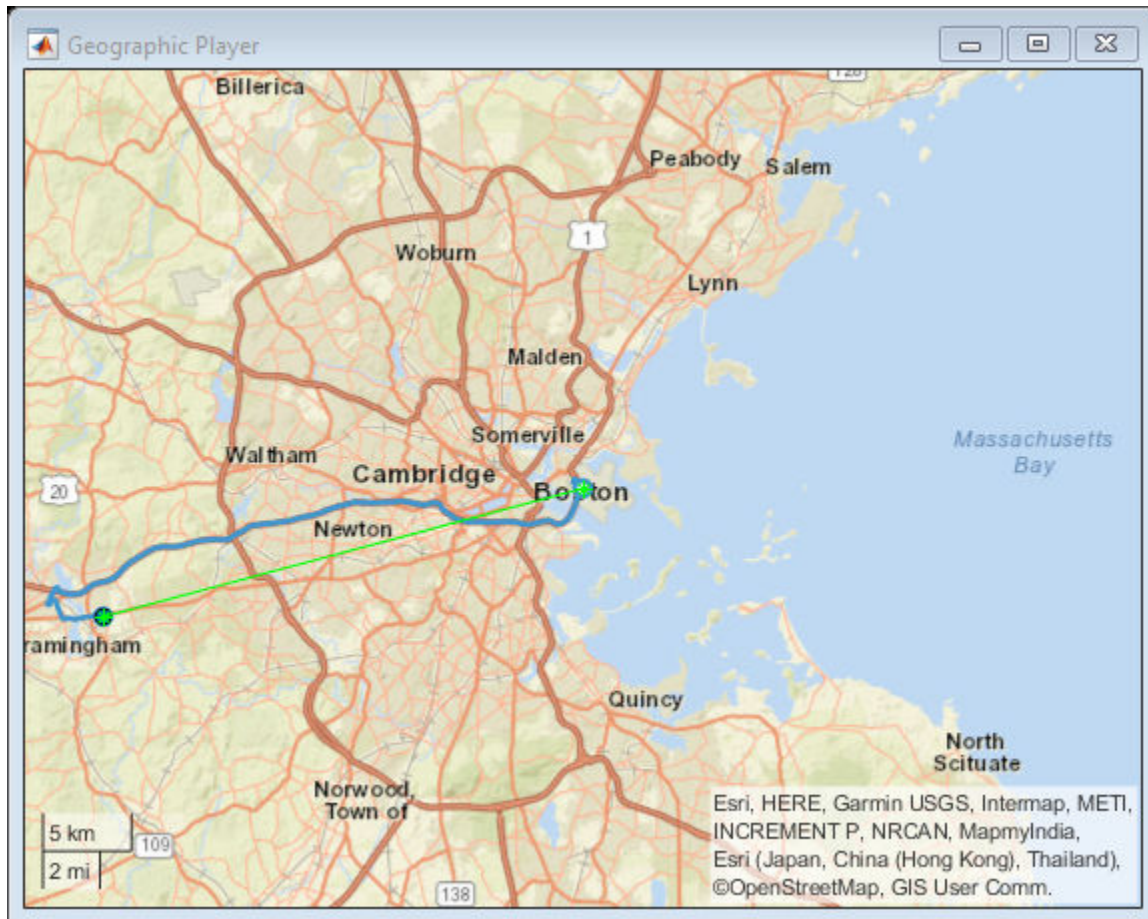 Geographic Player
Billerica
128
Peabody
Salem
1
Woburn
Lynn
Malden
Somerville
Waltham
Massachusetts
Bay
Cambridge
20
Boston
Newton
ramingham
Quincy
North
Scituate
Norwood,
Town of
5 km
109
2 mi
138
Esri, HERE, Garmin USGS, Intermap, METI,
INCREMENT P, NRCAN, MapmyIndia,
Esri (Japan, China (Hong Kong), Thailand),
©OpenStreetMap, GIS User Comm.